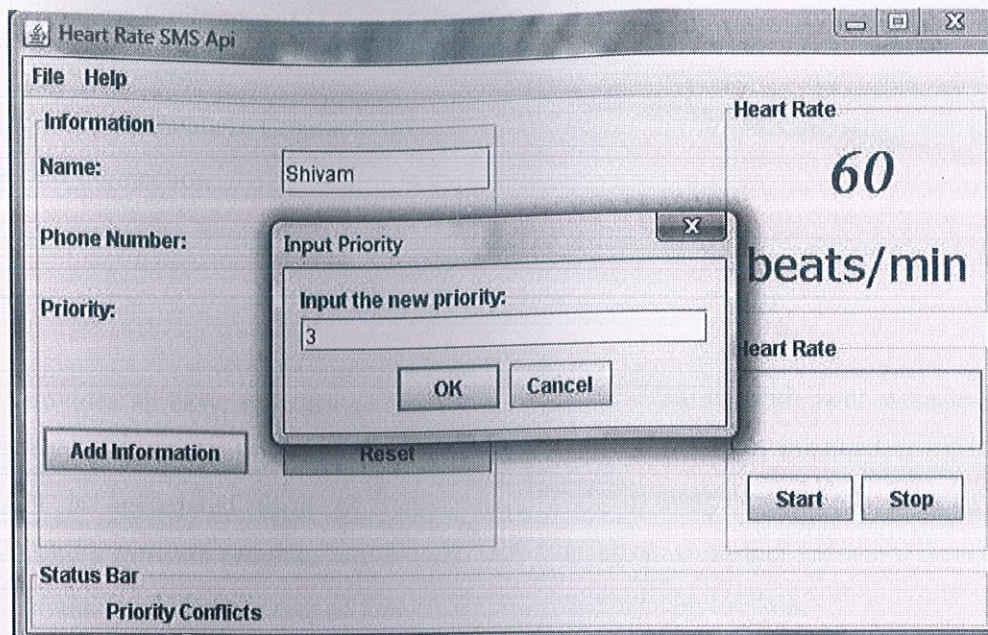 Heart Rate SMS Api
File Help
Information
Name:
Shivam
Phone Number:
Priority:
Add Information
Reset
Input Priority
Input the new priority:
3
OK
Cancel
Heart Rate
60
beats/min
Heart Rate
Start
Stop
Status Bar
Priority Conflicts